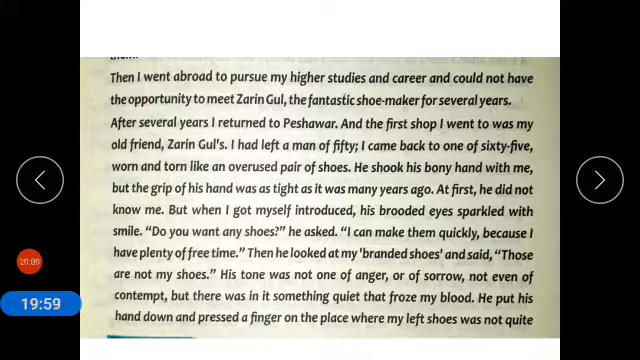 Then I went abroad to pursue my higher studies and career and could not have
the opportunity to meet Zarin Gul, the fantastic shoe-maker for several years.
After several years I returned to Peshawar. And the first shop I went to was my
old friend, Zarin Gul's. I had left a man of fifty; I came back to one of sixty-five,
worn and torn like an overused pair of shoes. He shook his bony hand with me,
but the grip of his hand was as tight as it was many years ago. At first, he did not
know me. But when I got myself introduced, his brooded eyes sparkled with
smile. “Do you want any shoes?” he asked. “I can make them quickly, because I
have plenty of free time.” Then he looked at my ‘branded shoes’ and said, “Those
are not my shoes.” His tone was not one of anger, or of sorrow, not even of
contempt, but there was in it something quiet that froze my blood. He put his
hand down and pressed a finger on the place where my left shoes was not quite
19:59